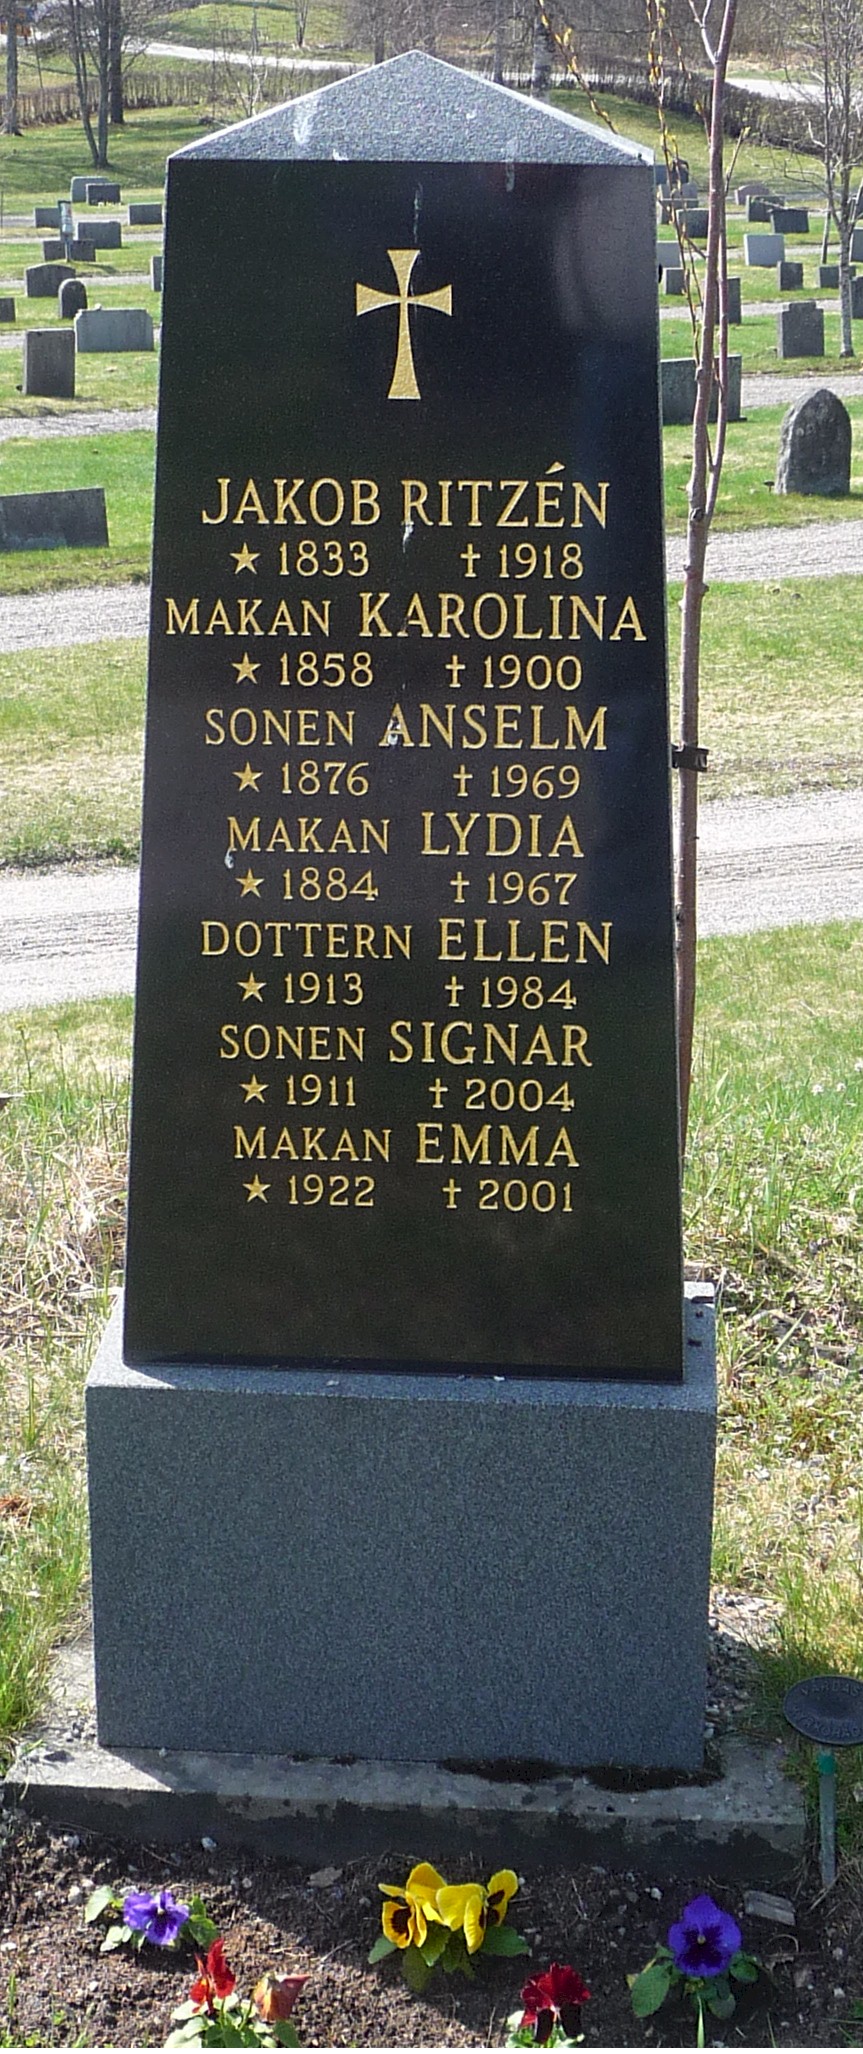 JAKOB RITZÉN
★ 1833 † 1918
MAKAN KAROLINA
★ 1858 † 1900
SONEN ANSELM
★ 1876 † 1969
MAKAN LYDIA
★ 1884 † 1967
DOTTERN ELLEN
★ 1913 † 1984
SONEN SIGNAR
★ 1911 † 2004
MAKAN EMMA
★ 1922 † 2001